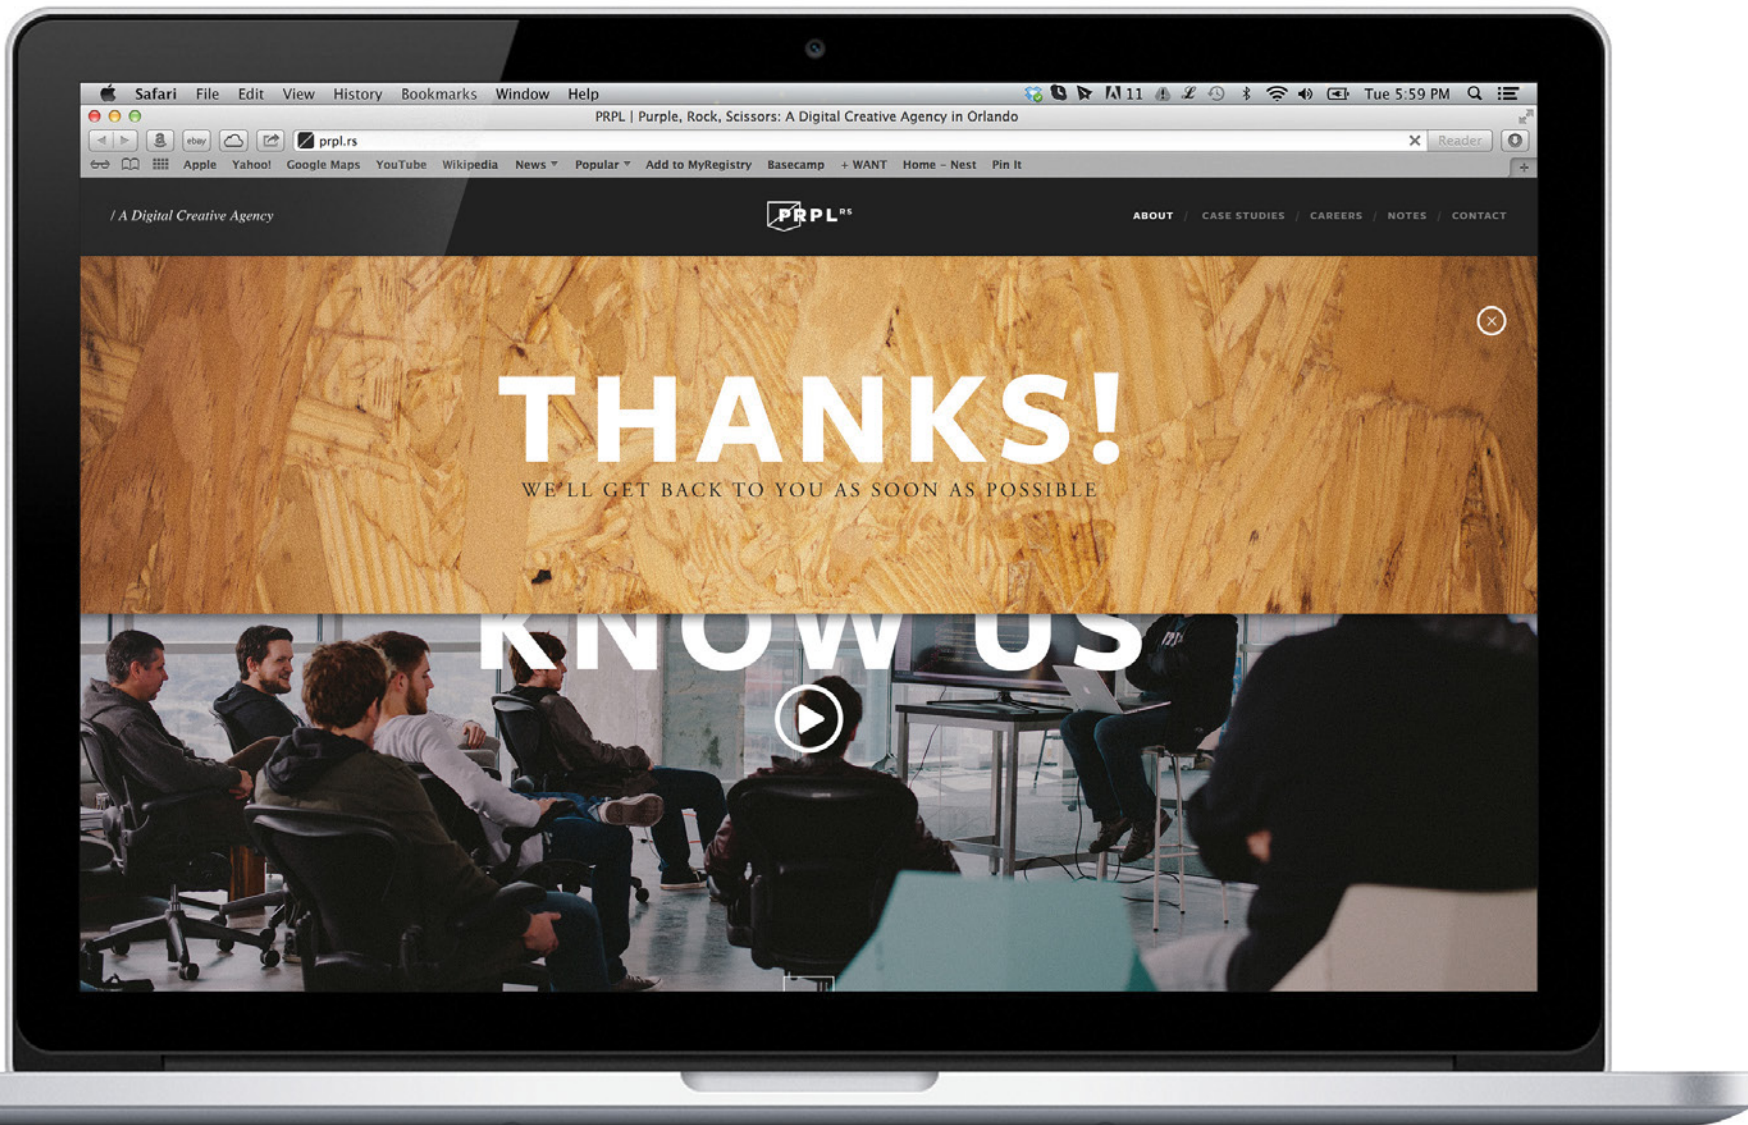 Safari File Edit View History Bookmarks Window Help 11 Tue 5:59 PM
PRPL | Purple, Rock, Scissors: A Digital Creative Agency in Orlando
a ebay prpl.rs Reader
Apple Yahoo! Google Maps YouTube Wikipedia News Popular Add to MyRegistry Basecamp + WANT Home – Nest Pin It
/ A Digital Creative Agency PRPL RS ABOUT / CASE STUDIES / CAREERS / NOTES / CONTACT
THANKS!
WE'LL GET BACK TO YOU AS SOON AS POSSIBLE
KNOW US